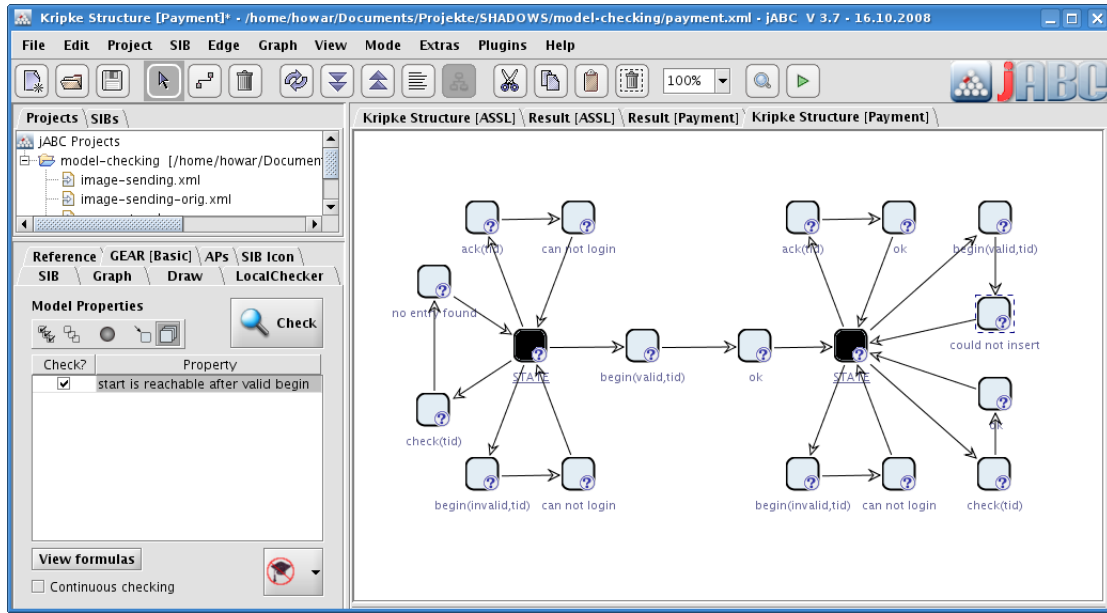 Kripke Structure [Payment]* - /home/howar/Documents/Projekte/SHADOWS/model-checking/payment.xml - jABC V 3.7 - 16.10.2008
File Edit Project SIB Edge Graph View Mode Extras Plugins Help
100%
jABC
Projects SIBs
jABC Projects
model-checking [/home/howar/Documen
image-sending.xml
image-sending-orig.xml
Reference GEAR [Basic] APs SIB Icon
SIB Graph Draw LocalChecker
Model Properties
Check
Check? Property
start is reachable after valid begin
View formulas
Continuous checking
Kripke Structure [ASSL] Result [ASSL] Result [Payment] Kripke Structure [Payment]
ack(tid) can not login ack(tid) ok begin(valid,tid)
no entry found
could not insert
STATE begin(valid,tid) ok STATE
ok
check(tid)
begin(invalid,tid) can not login begin(invalid,tid) can not login check(tid)